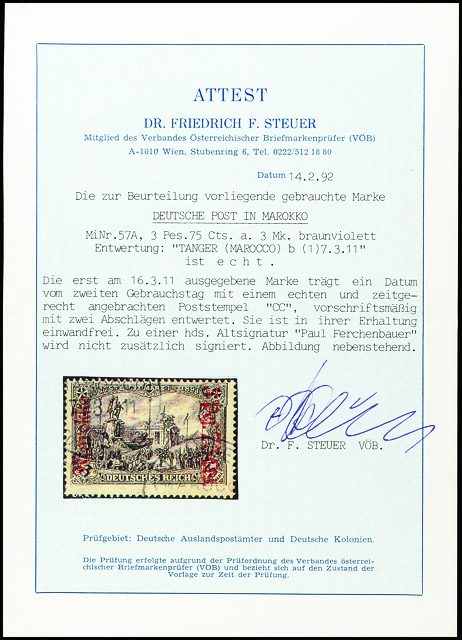 ATTEST
DR. FRIEDRICH F. STEUER
Mitglied des Verbandes Österreichischer Briefmarkenprüfer (VÖB)
A-1010 Wien, Stubenring 6, Tel. 0222/512 18 80
Datum 14.2.92
Die zur Beurteilung vorliegende gebrauchte Marke
DEUTSCHE POST IN MAROKKO
MiNr.57A, 3 Pes.75 Cts. a. 3 Mk. braunviolett
Entwertung: "TANGER (MAROCCO) b (1)7.3.11"
ist echt.
Die erst am 16.3.11 ausgegebene Marke trägt ein Datum
vom zweiten Gebrauchstag mit einem echten und zeitge-
recht angebrachten Poststempel "CC", vorschriftsmäßig
mit zwei Abschlägen entwertet. Sie ist in ihrer Erhaltung
einwandfrei. Zu einer hds. Altsignatur "Paul Ferchenbauer"
wird nicht zusätzlich signiert. Abbildung nebenstehend.
DEUTSCHES REICH
Dr. F. STEUER VÖB.
Prüfgebiet: Deutsche Auslandspostämter und Deutsche Kolonien.
Die Prüfung erfolgte aufgrund der Prüfordnung des Verbandes österrei-
chischer Briefmarkenprüfer (VÖB) und bezieht sich auf den Zustand der
Vorlage zur Zeit der Prüfung.